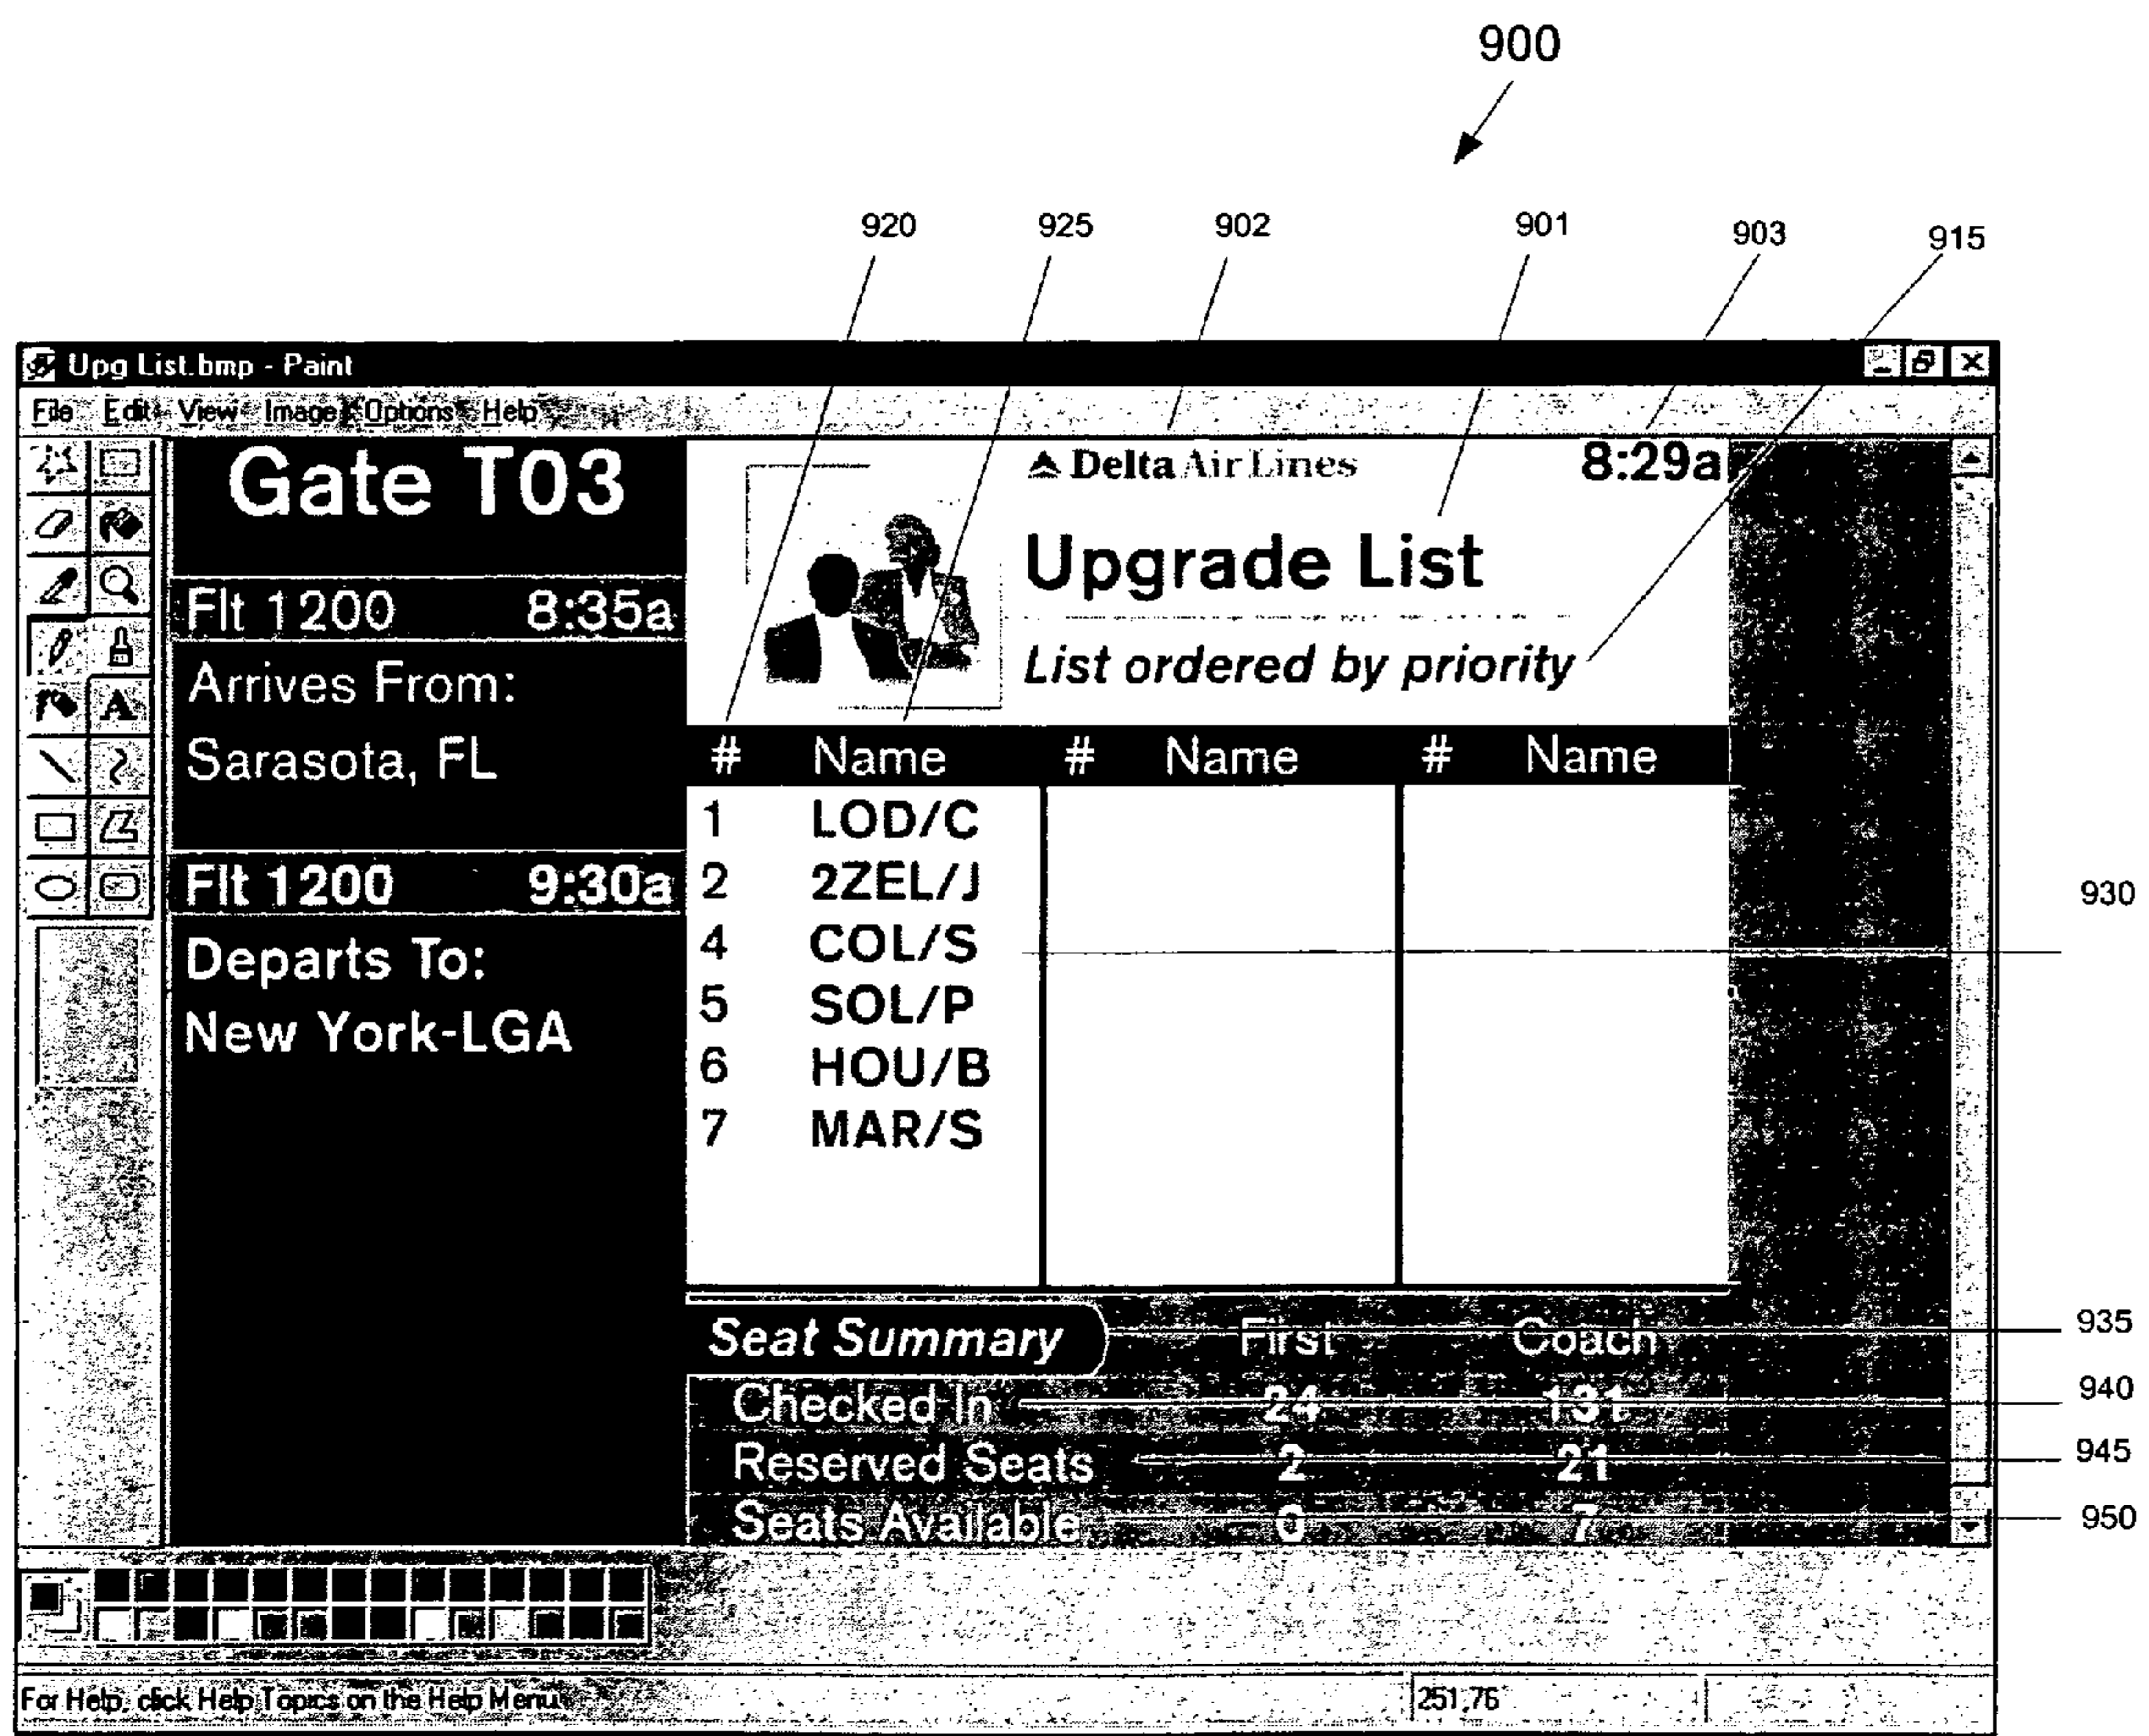 900
920 925 902 901 903 915
Upg List.bmp - Paint
File Edit View Image Options Help
Gate T03
Flt 1200 8:35a
Arrives From:
Sarasota, FL
Flt 1200 9:30a
Departs To:
New York-LGA
Delta Air Lines 8:29a
Upgrade List
List ordered by priority
# Name # Name # Name
1 LOD/C
2 2ZEL/J
4 COL/S
5 SOL/P
6 HOU/B
7 MAR/S
930
Seat Summary First Coach 935
Checked In 24 131 940
Reserved Seats 2 21 945
Seats Available 0 7 950
For Help, click Help Topics on the Help Menu.
251,76